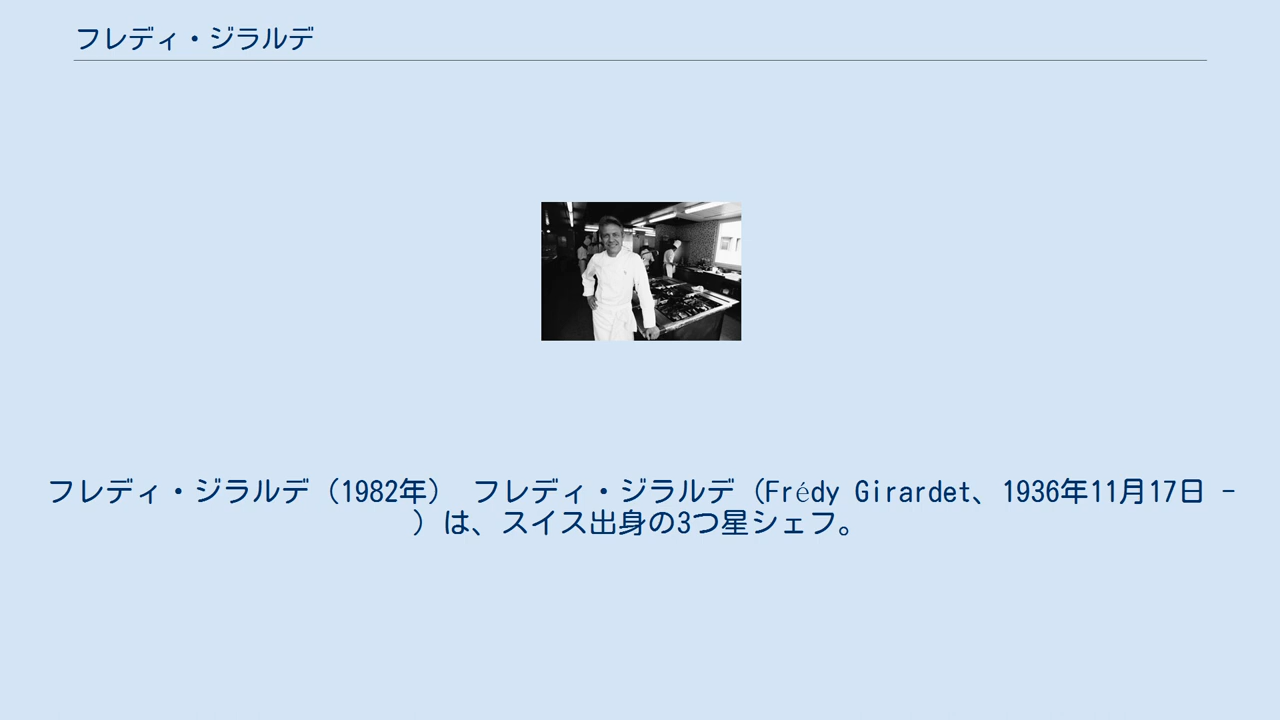 フレディ・ジラルデ
フレディ・ジラルデ（1982年）　フレディ・ジラルデ（Frédy Girardet、1936年11月17日 -
）は、スイス出身の3つ星シェフ。